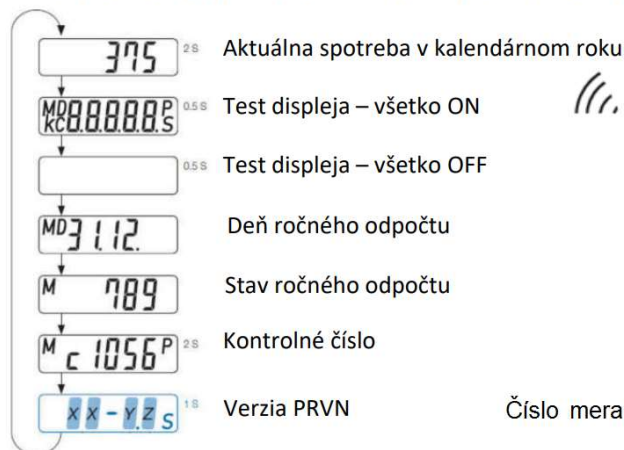 375 2s Aktuálna spotreba v kalendárnom roku
MD KC 8.8.8.8.8. P S 0.5s Test displeja – všetko ON
0.5s Test displeja – všetko OFF
MD 31.12. Deň ročného odpočtu
M 789 Stav ročného odpočtu
M c 1056 P 2s Kontrolné číslo
XX-Y.Z S 1s Verzia PRVN Číslo mera